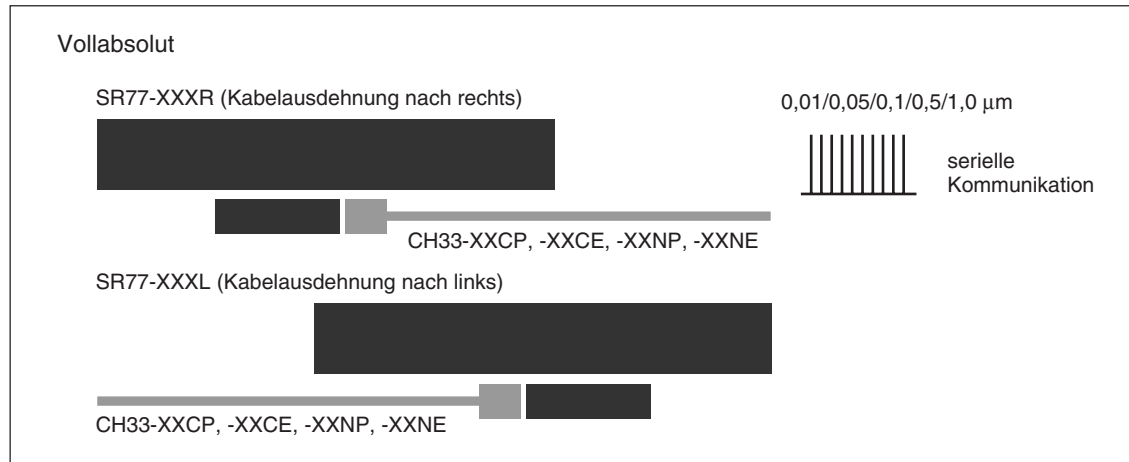 Vollabsolut
SR77-XXXR (Kabelausdehnung nach rechts)
0,01/0,05/0,1/0,5/1,0 μm
serielle
Kommunikation
CH33-XXCP, -XXCE, -XXNP, -XXNE
SR77-XXXL (Kabelausdehnung nach links)
CH33-XXCP, -XXCE, -XXNP, -XXNE